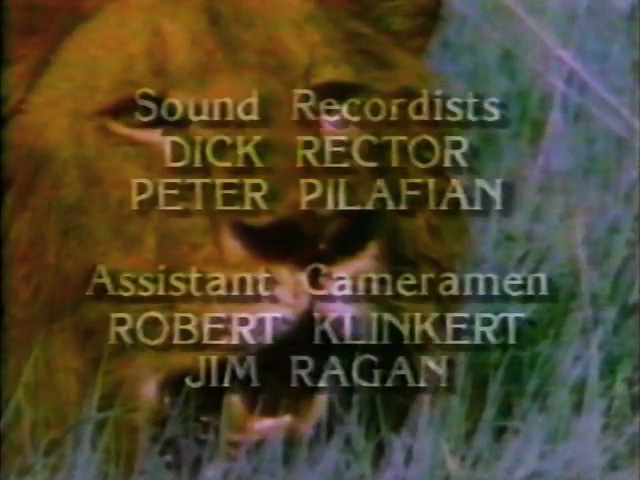 Sound Recordists
DICK RECTOR
PETER PILAFIAN
Assistant Cameramen
ROBERT KLINKERT
JIM RAGAN